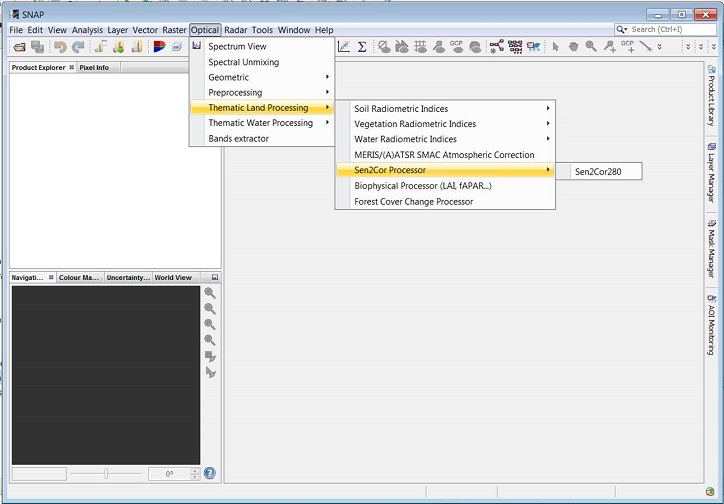 SNAP
File Edit View Analysis Layer Vector Raster Optical Radar Tools Window Help
Search (Ctrl+I)
GCP GCP
Product Explorer Pixel Info
Spectrum View
Spectral Unmixing
Geometric
Preprocessing
Thematic Land Processing
Thematic Water Processing
Bands extractor
Soil Radiometric Indices
Vegetation Radiometric Indices
Water Radiometric Indices
MERIS/(A)ATSR SMAC Atmospheric Correction
Sen2Cor Processor
Biophysical Processor (LAI, fAPAR...)
Forest Cover Change Processor
Sen2Cor280
Product Library
Layer Manager
Mask Manager
AOI Monitoring
Navigati... Colour Ma... Uncertainty... World View
0°